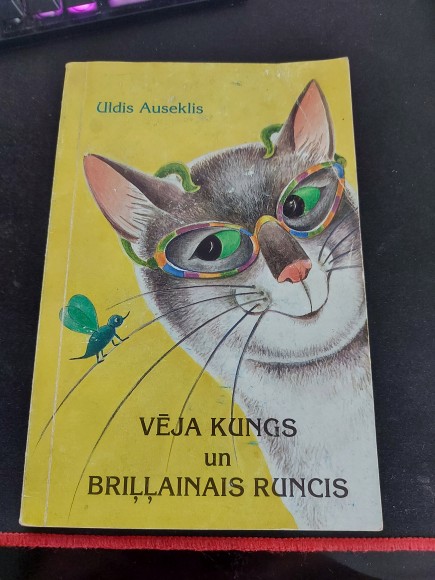 Uldis Auseklis
VĒJA KUNGS
un
BRIĻĻAINAIS RUNCIS